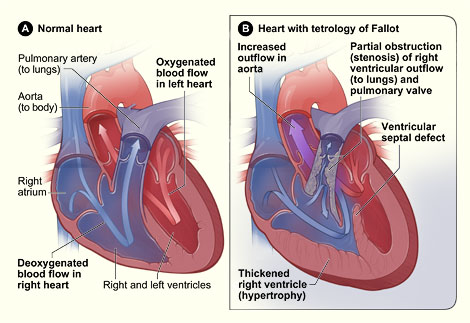 A Normal heart
Pulmonary artery
(to lungs)
Aorta
(to body)
Oxygenated
blood flow
in left heart
Right
atrium
Deoxygenated
blood flow in
right heart
Right and left ventricles
B Heart with tetrology of Fallot
Increased
outflow in
aorta
Partial obstruction
(stenosis) of right
ventricular outflow
(to lungs) and
pulmonary valve
Ventricular
septal defect
Thickened
right ventricle
(hypertrophy)